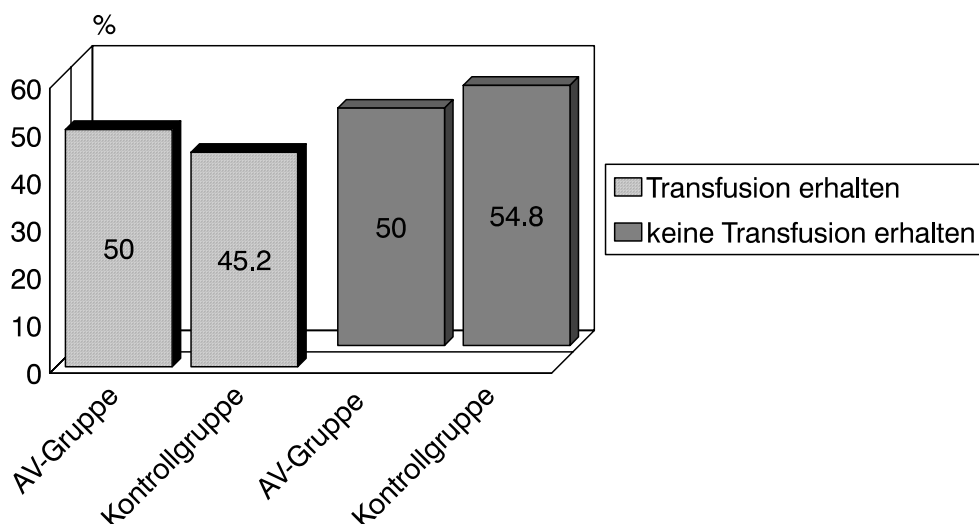 %
60
50
40
30
20
10
0
50
45.2
50
54.8
AV-Gruppe
Kontrollgruppe
AV-Gruppe
Kontrollgruppe
Transfusion erhalten
keine Transfusion erhalten